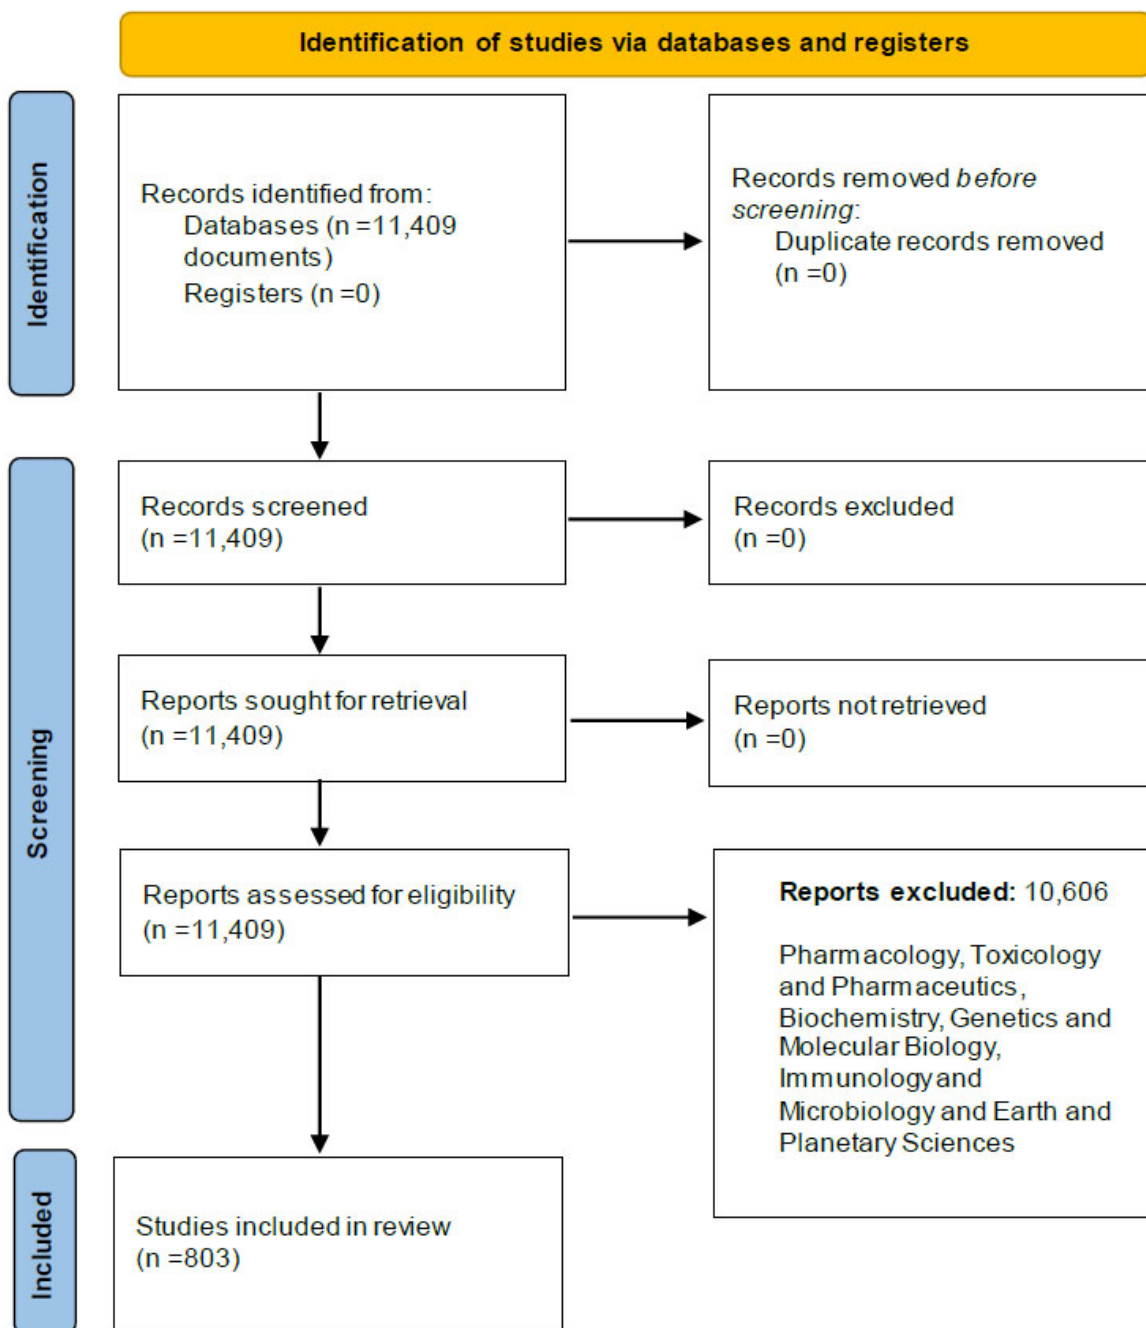 Identification of studies via databases and registers
Identification
Records identified from:
Databases (n =11,409
documents)
Registers (n =0)
Records removed before
screening:
Duplicate records removed
(n =0)
Screening
Records screened
(n =11,409)
Records excluded
(n =0)
Reports sought for retrieval
(n =11,409)
Reports not retrieved
(n =0)
Reports assessed for eligibility
(n =11,409)
Reports excluded: 10,606
Pharmacology, Toxicology
and Pharmaceutics,
Biochemistry, Genetics and
Molecular Biology,
Immunology and
Microbiology and Earth and
Planetary Sciences
Included
Studies included in review
(n =803)